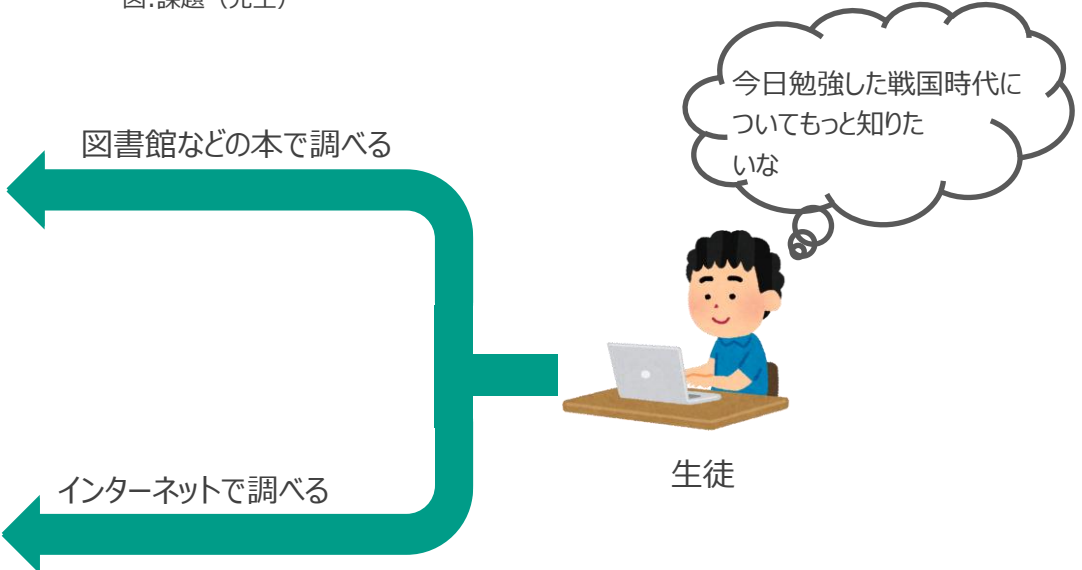 今日勉強した戦国時代に
ついてもっと知りた
いな
図書館などの本で調べる
インターネットで調べる
生徒